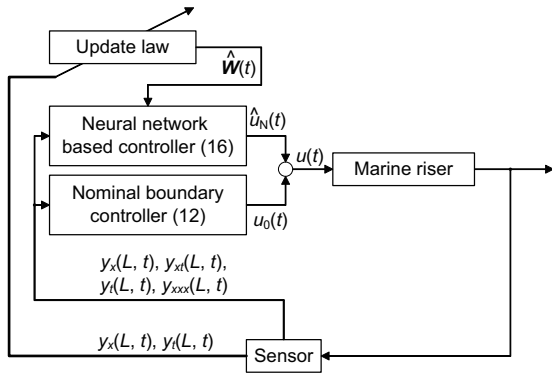 Update law
Ŵ(t)
Neural network
based controller (16)
û_N(t)
u(t)
Marine riser
Nominal boundary
controller (12)
u_0(t)
y_x(L, t), y_xt(L, t),
y_t(L, t), y_xxx(L, t)
y_x(L, t), y_t(L, t)
Sensor